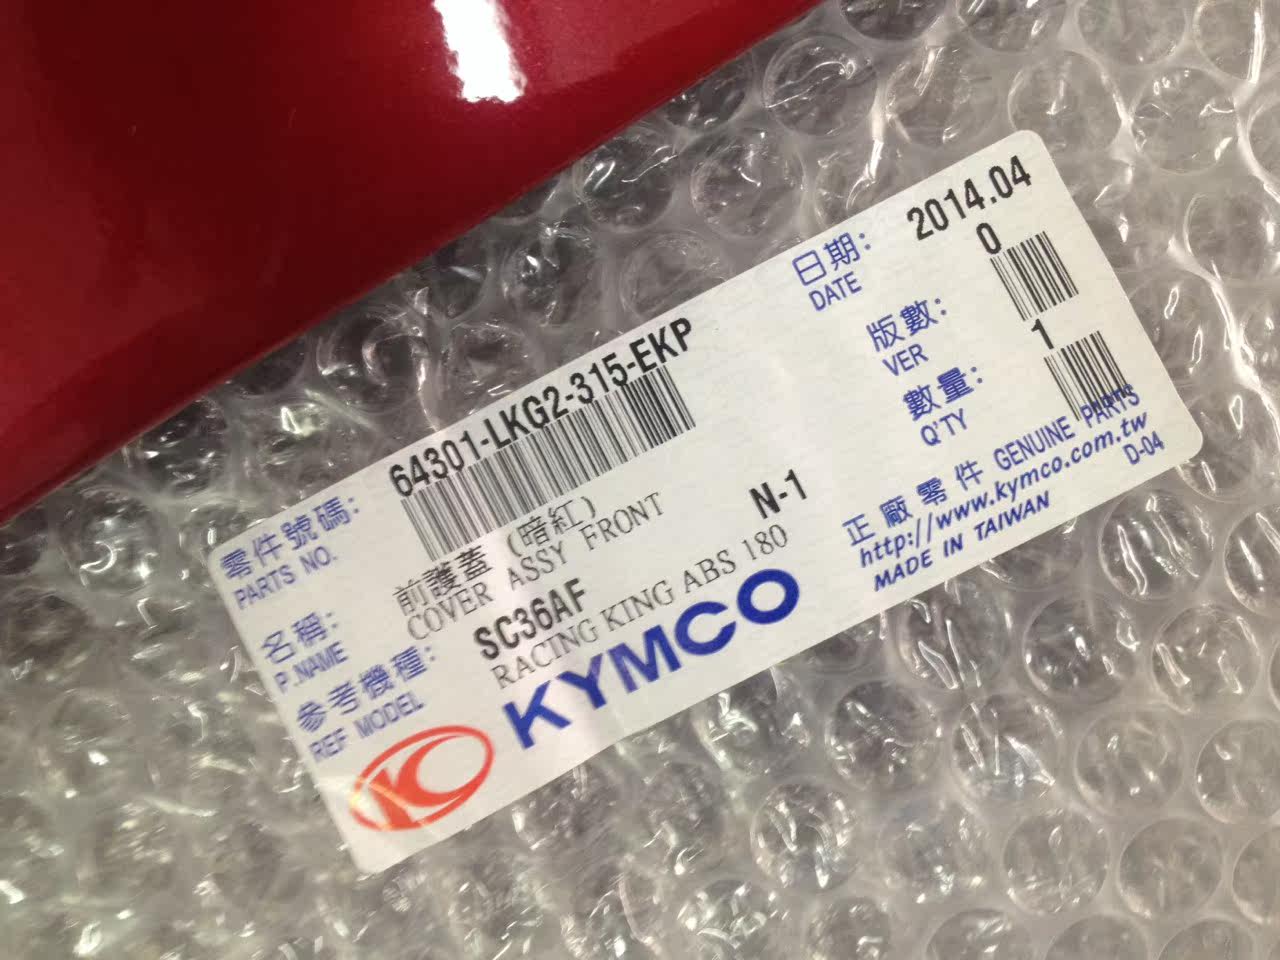 零件號碼: 64301-LKG2-315-EKP
PARTS NO.
日期: 2014.04
DATE
名稱: 前護蓋 (暗紅)
P.NAME COVER ASSY FRONT
版數: 0
VER
參考機種: SC36AF N-1
REF MODEL RACING KING ABS 180
數量: 1
Q'TY
KYMCO
正廠零件 GENUINE PARTS
http://www.kymco.com.tw
MADE IN TAIWAN D-04